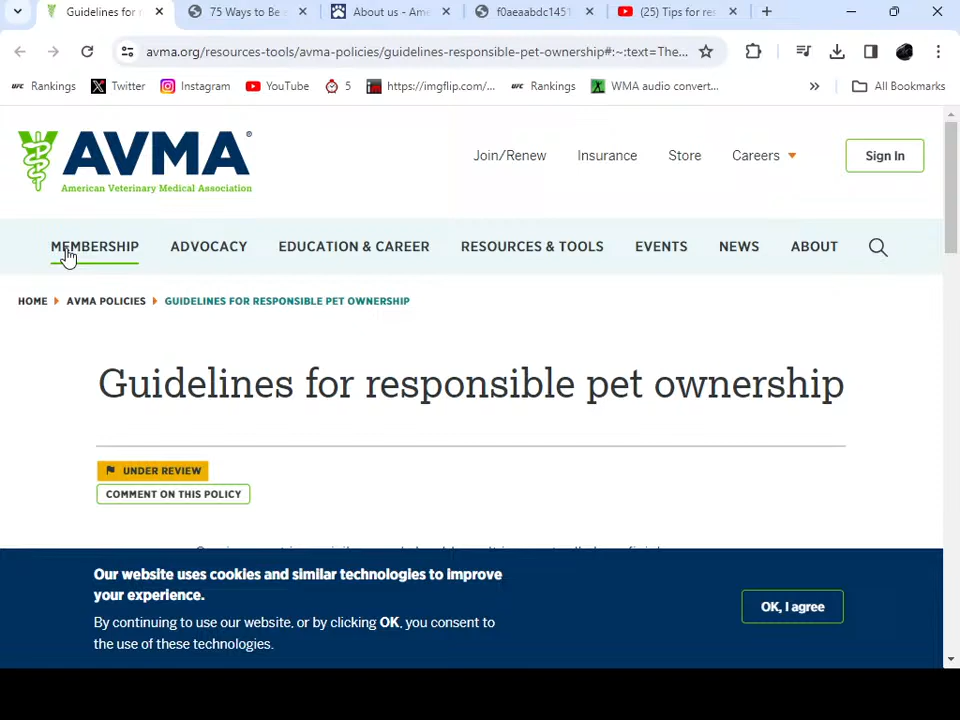 Guidelines for r
75 Ways to Be
About us - Ame
f0aeaabdc1451
(25) Tips for res
avma.org/resources-tools/avma-policies/guidelines-responsible-pet-ownership#:~:text=The...
UFC Rankings
Twitter
Instagram
YouTube
5
https://imgflip.com/...
UFC Rankings
WMA audio convert...
»
All Bookmarks
AVMA®
American Veterinary Medical Association
Join/Renew
Insurance
Store
Careers
Sign In
MEMBERSHIP
ADVOCACY
EDUCATION & CAREER
RESOURCES & TOOLS
EVENTS
NEWS
ABOUT
HOME
AVMA POLICIES
GUIDELINES FOR RESPONSIBLE PET OWNERSHIP
Guidelines for responsible pet ownership
UNDER REVIEW
COMMENT ON THIS POLICY
Our website uses cookies and similar technologies to improve
your experience.
By continuing to use our website, or by clicking OK, you consent to
the use of these technologies.
OK, I agree